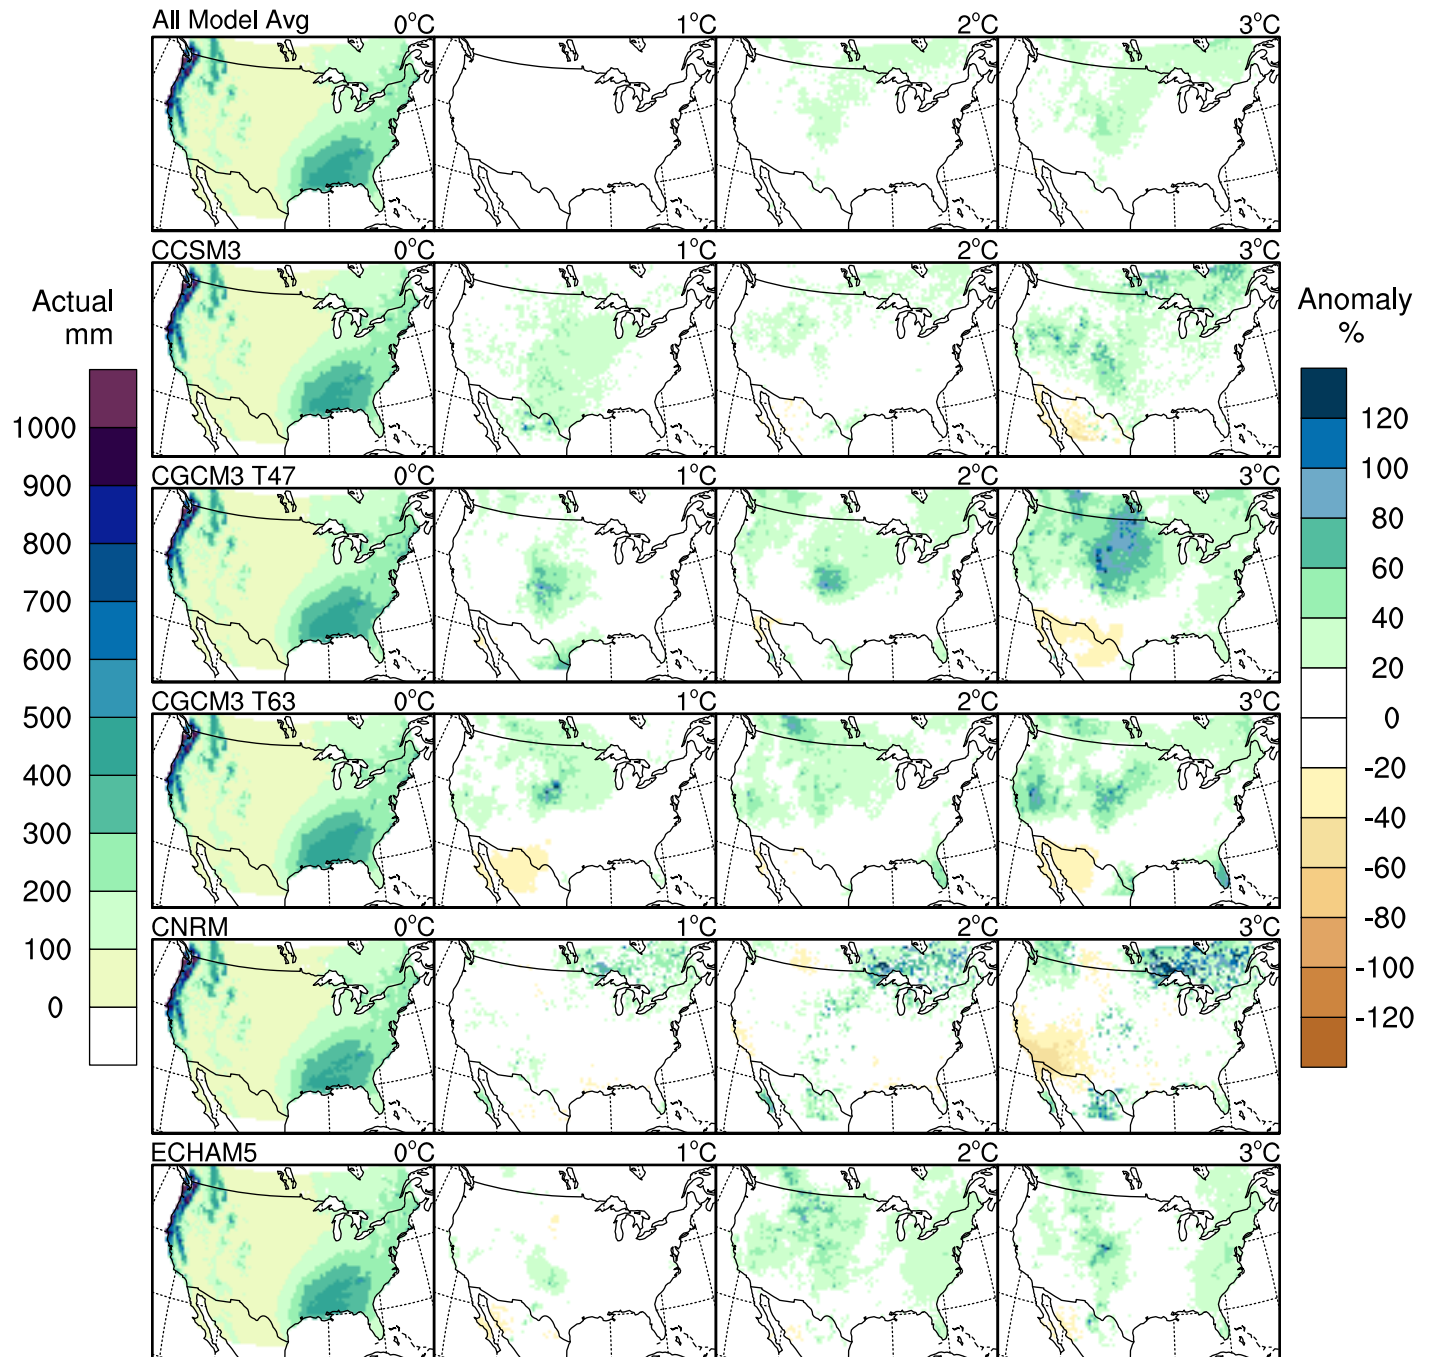 All Model Avg 0°C 1°C 2°C 3°C
CCSM3 0°C 1°C 2°C 3°C
Actual
mm
1000
900
800
700
600
500
400
300
200
100
0
Anomaly
%
120
100
80
60
40
20
0
-20
-40
-60
-80
-100
-120
CGCM3 T47 0°C 1°C 2°C 3°C
CGCM3 T63 0°C 1°C 2°C 3°C
CNRM 0°C 1°C 2°C 3°C
ECHAM5 0°C 1°C 2°C 3°C